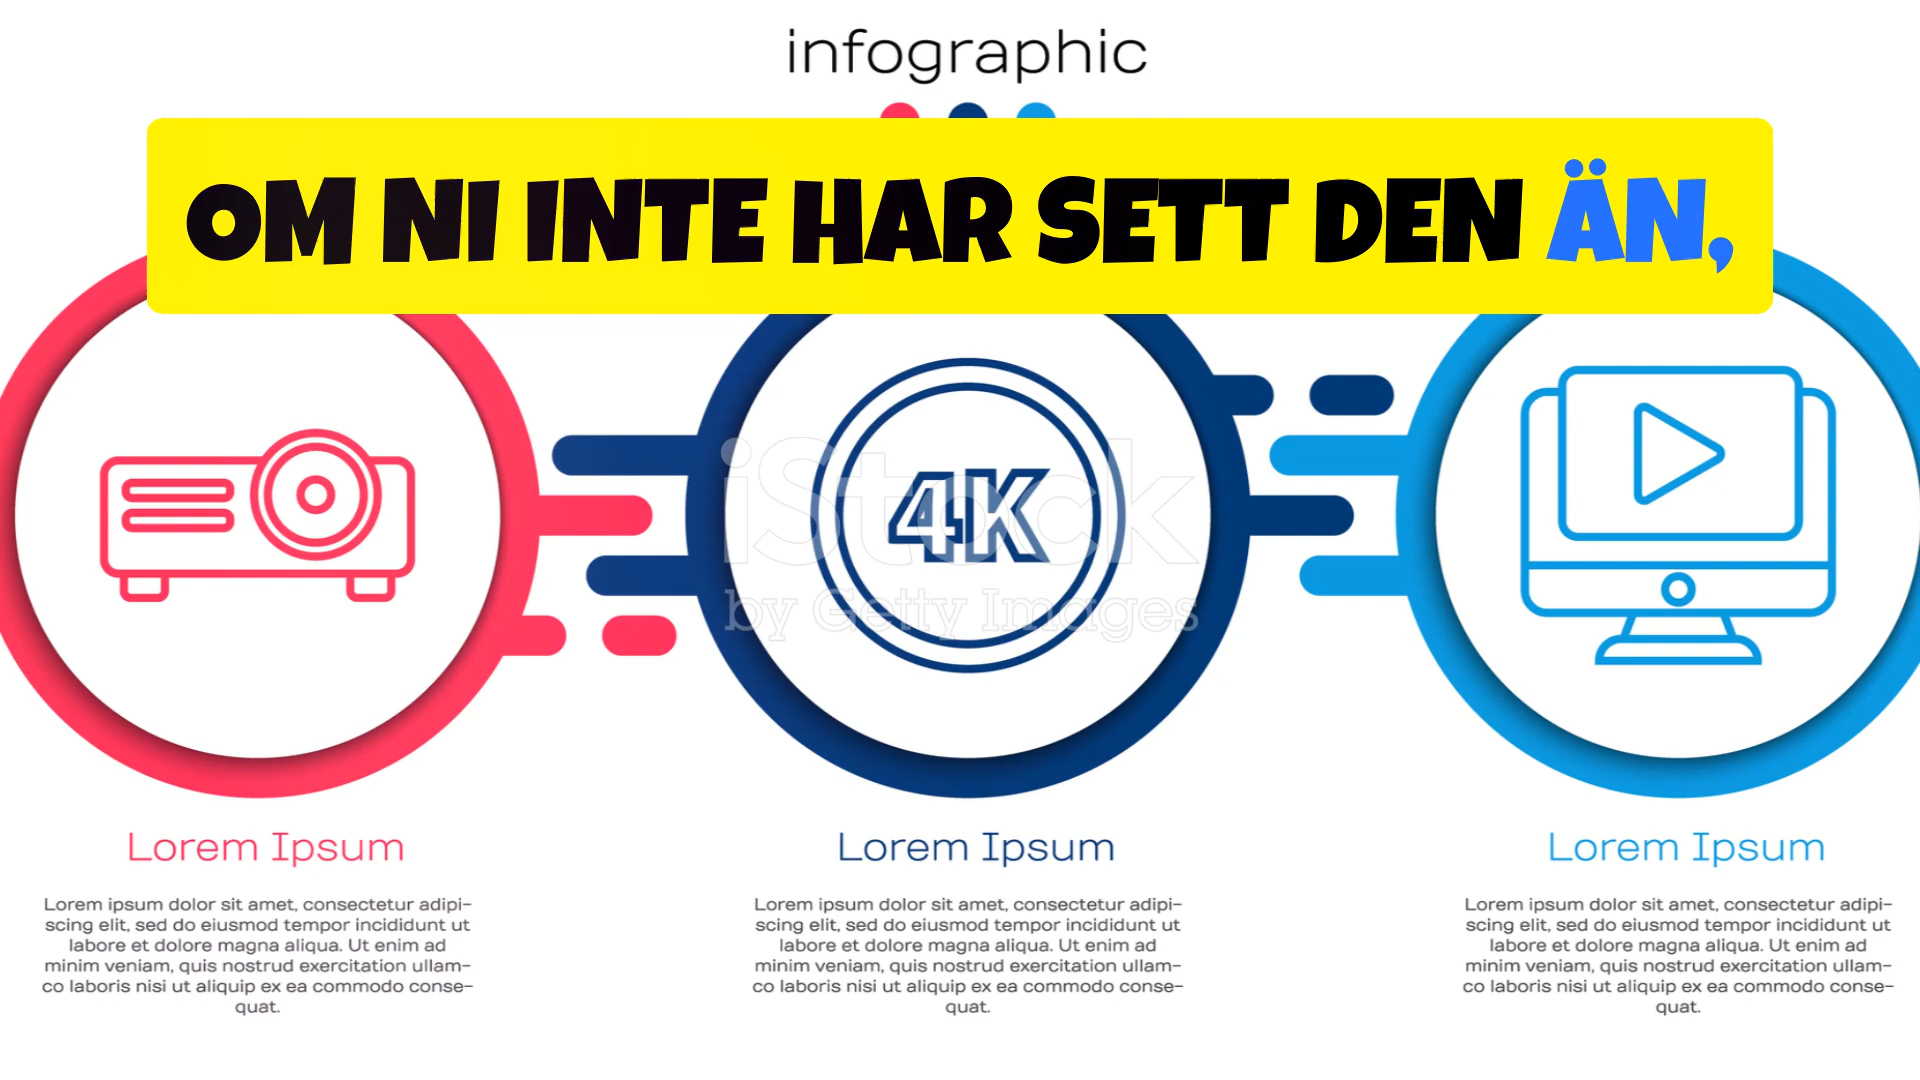 infographic
OM NI INTE HAR SETT DEN ÄN,
4K
iStock
by Getty Images
Lorem Ipsum
Lorem ipsum dolor sit amet, consectetur adipi-
scing elit, sed do eiusmod tempor incididunt ut
labore et dolore magna aliqua. Ut enim ad
minim veniam, quis nostrud exercitation ullam-
co laboris nisi ut aliquip ex ea commodo conse-
quat.
Lorem Ipsum
Lorem ipsum dolor sit amet, consectetur adipi-
scing elit, sed do eiusmod tempor incididunt ut
labore et dolore magna aliqua. Ut enim ad
minim veniam, quis nostrud exercitation ullam-
co laboris nisi ut aliquip ex ea commodo conse-
quat.
Lorem Ipsum
Lorem ipsum dolor sit amet, consectetur adipi-
scing elit, sed do eiusmod tempor incididunt ut
labore et dolore magna aliqua. Ut enim ad
minim veniam, quis nostrud exercitation ullam-
co laboris nisi ut aliquip ex ea commodo conse-
quat.